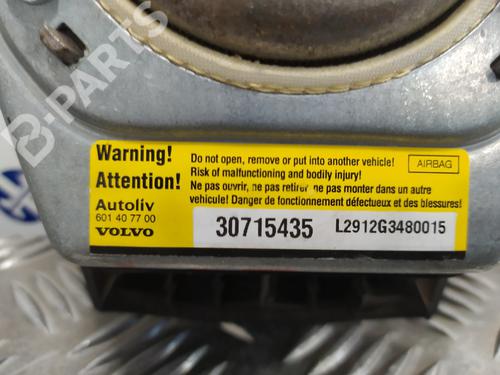 B-PARTS
Warning!
Attention!
Autoliv
601 40 77 00
VOLVO
Do not open, remove or put into another vehicle!
Risk of malfunctioning and bodily injury!
Ne pas ouvrir, ne pas retirer, ne pas monter dans un autre
vehicule! Danger de fonctionnement défectueux et des blessures!
AIRBAG
30715435
L2912G3480015